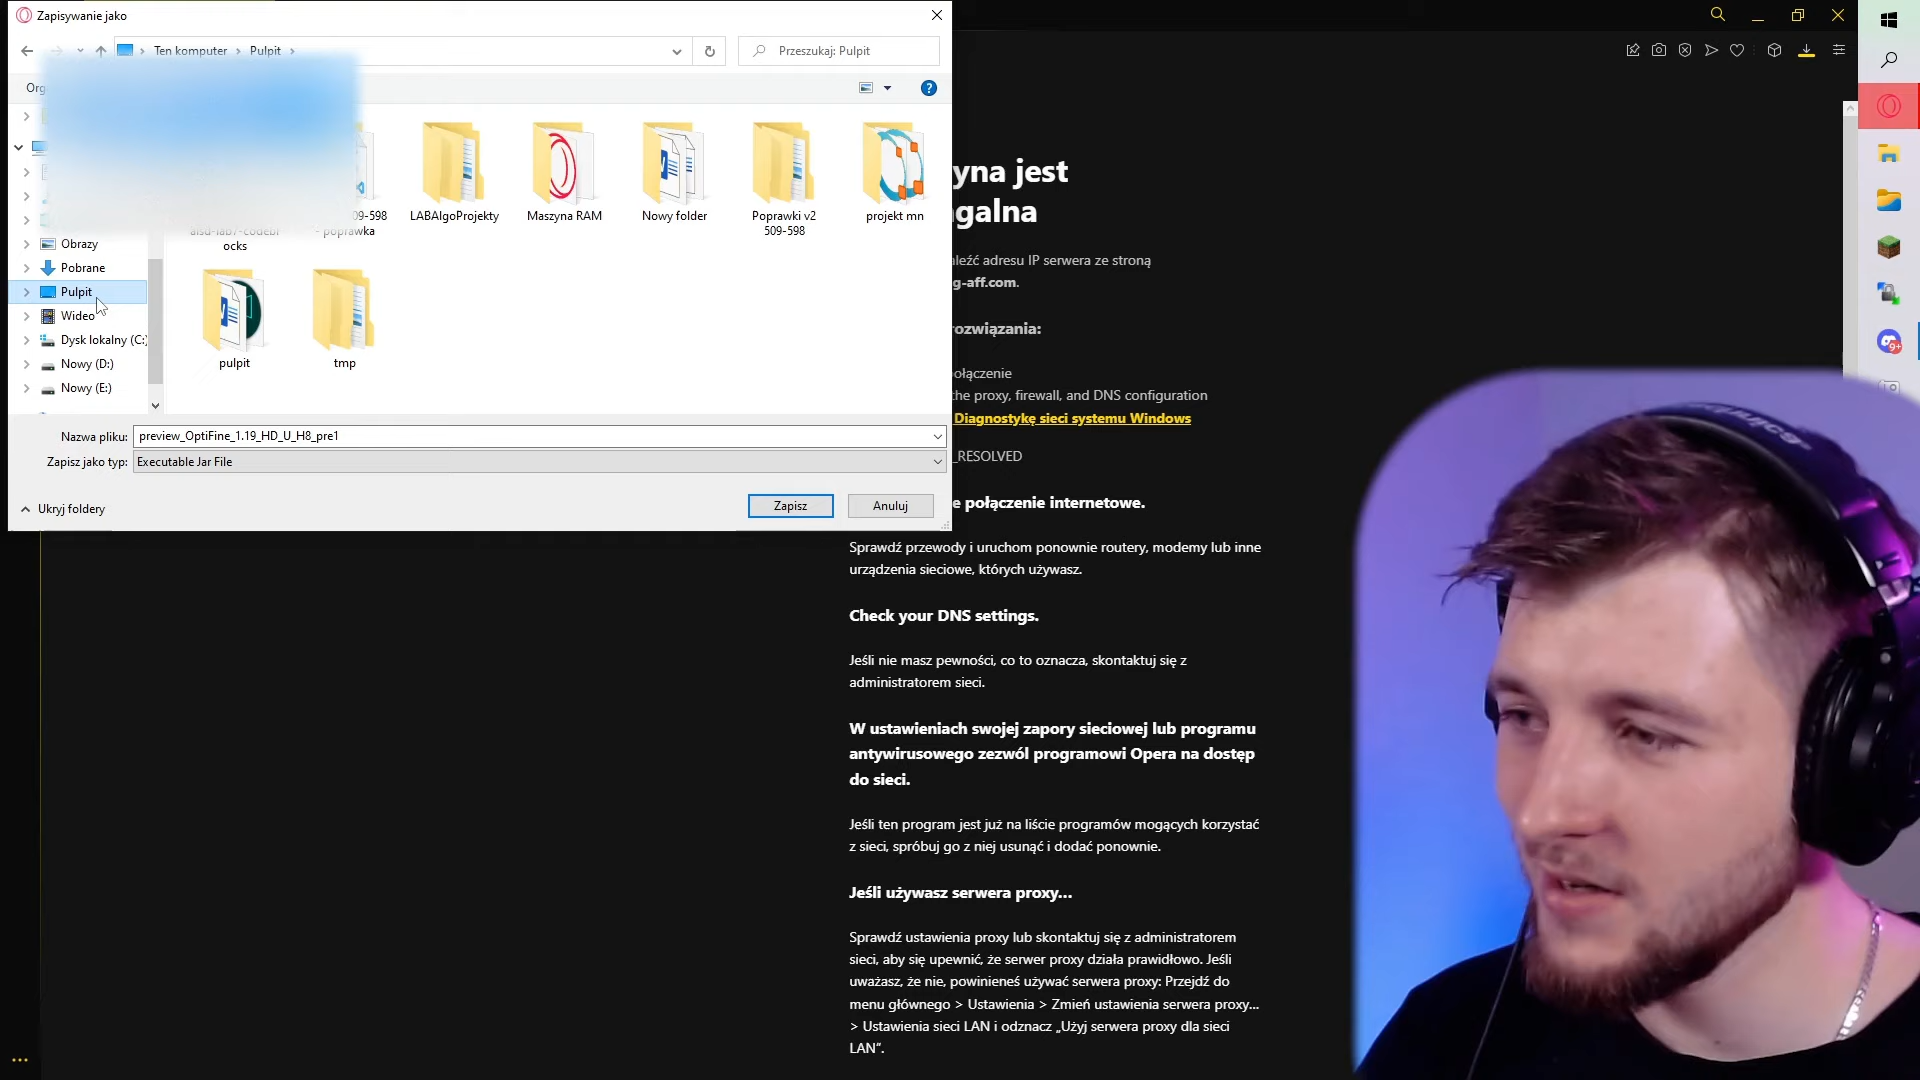 Zapisywanie jako
Ten komputer
Pulpit
Przeszukaj: Pulpit
Org
509-598
- poprawka
aisd-lab7-codebl
ocks
LABAlgoProjekty
Maszyna RAM
Nowy folder
Poprawki v2
509-598
projekt mn
pulpit
tmp
Obrazy
Pobrane
Pulpit
Wideo
Dysk lokalny (C:)
Nowy (D:)
Nowy (E:)
Nazwa pliku:
preview_OptiFine_1.19_HD_U_H8_pre1
Zapisz jako typ:
Executable Jar File
Ukryj foldery
Zapisz
Anuluj
yna jest
galna
leźć adresu IP serwera ze stroną
g-aff.com.
rozwiązania:
połączenie
the proxy, firewall, and DNS configuration
Diagnostykę sieci systemu Windows
_RESOLVED
e połączenie internetowe.
Sprawdź przewody i uruchom ponownie routery, modemy lub inne
urządzenia sieciowe, których używasz.
Check your DNS settings.
Jeśli nie masz pewności, co to oznacza, skontaktuj się z
administratorem sieci.
W ustawieniach swojej zapory sieciowej lub programu
antywirusowego zezwól programowi Opera na dostęp
do sieci.
Jeśli ten program jest już na liście programów mogących korzystać
z sieci, spróbuj go z niej usunąć i dodać ponownie.
Jeśli używasz serwera proxy...
Sprawdź ustawienia proxy lub skontaktuj się z administratorem
sieci, aby się upewnić, że serwer proxy działa prawidłowo. Jeśli
uważasz, że nie, powinieneś używać serwera proxy: Przejdź do
menu głównego > Ustawienia > Zmień ustawienia serwera proxy...
> Ustawienia sieci LAN i odznacz „Użyj serwera proxy dla sieci
LAN”.